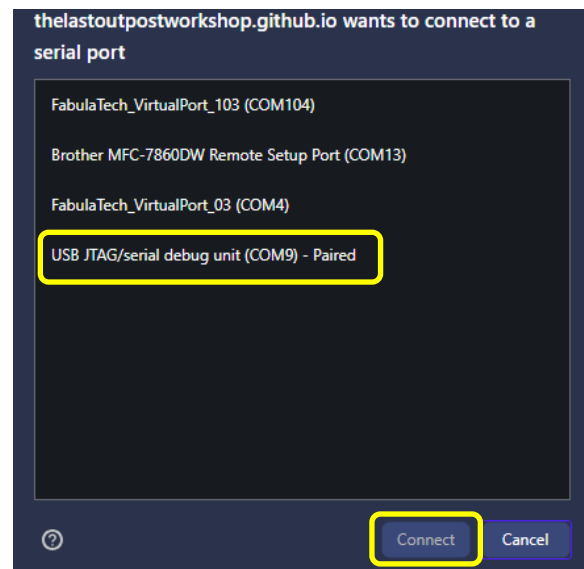 thelastoutpostworkshop.github.io wants to connect to a
serial port
FabulaTech_VirtualPort_103 (COM104)
Brother MFC-7860DW Remote Setup Port (COM13)
FabulaTech_VirtualPort_03 (COM4)
USB JTAG/serial debug unit (COM9) - Paired
?
Connect
Cancel